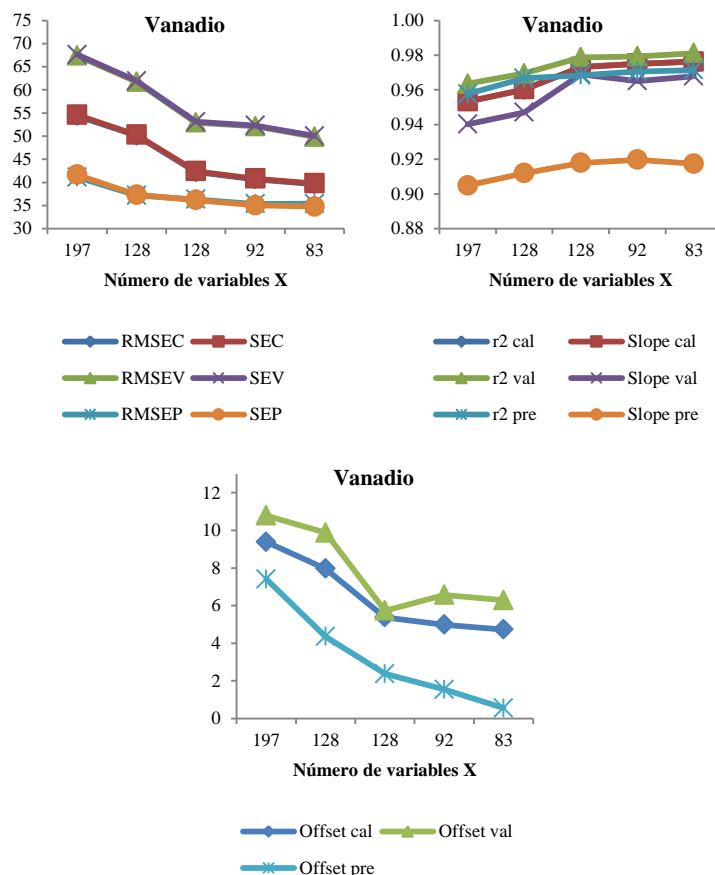 Vanadio
75
70
65
60
55
50
45
40
35
30
197 128 128 92 83
Número de variables X
RMSEC SEC
RMSEV SEV
RMSEP SEP
Vanadio
1.00
0.98
0.96
0.94
0.92
0.90
0.88
197 128 128 92 83
Número de variables X
r2 cal Slope cal
r2 val Slope val
r2 pre Slope pre
Vanadio
12
10
8
6
4
2
0
197 128 128 92 83
Número de variables X
Offset cal Offset val
Offset pre